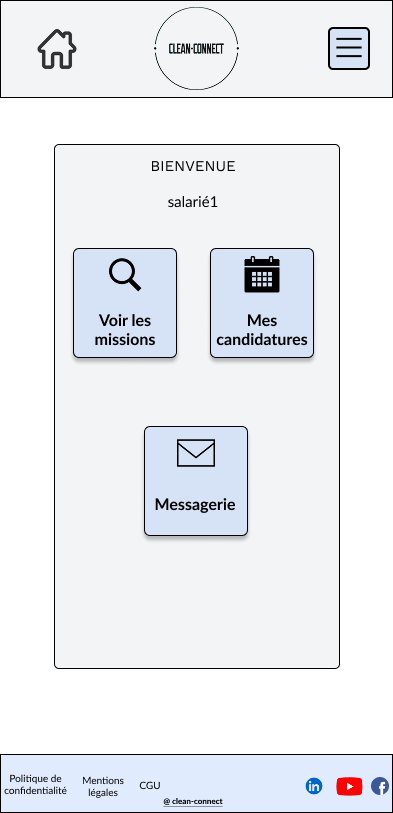 CLEAN-CONNECT
BIENVENUE
salarié1
Voir les
missions
Mes
candidatures
Messagerie
Politique de
confidentialité
Mentions
légales
CGU
@ clean-connect
in
f